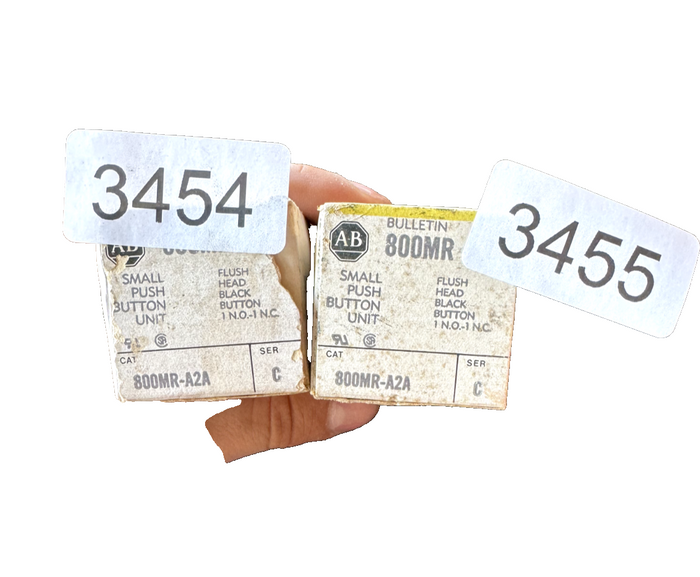 3454
AB
SMALL
PUSH
BUTTON
UNIT
FLUSH
HEAD
BLACK
BUTTON
1 N.O.-1 N.C.
CAT
800MR-A2A
SER
C
3455
AB
BULLETIN
800MR
SMALL
PUSH
BUTTON
UNIT
FLUSH
HEAD
BLACK
BUTTON
1 N.O.-1 N.C.
CAT
800MR-A2A
SER
C